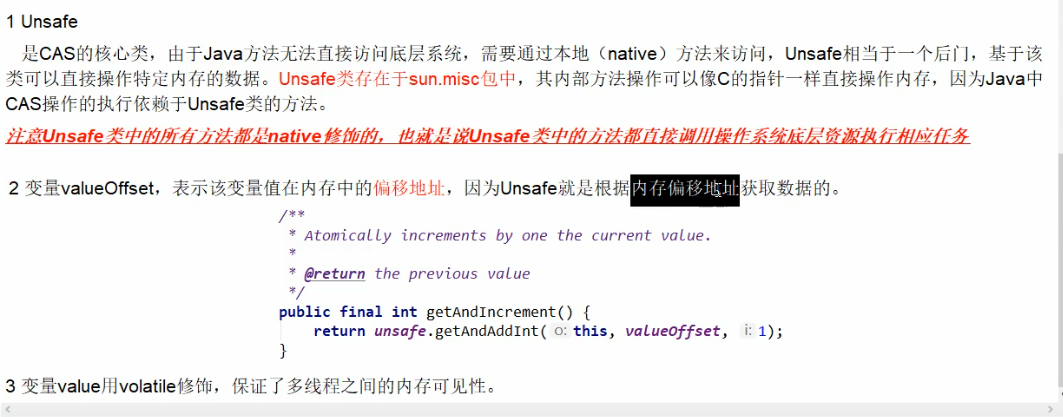 1 Unsafe
是CAS的核心类，由于Java方法无法直接访问底层系统，需要通过本地（native）方法来访问，Unsafe相当于一个后门，基于该
类可以直接操作特定内存的数据。Unsafe类存在于sun.misc包中，其内部方法操作可以像C的指针一样直接操作内存，因为Java中
CAS操作的执行依赖于Unsafe类的方法。
注意Unsafe类中的所有方法都是native修饰的，也就是说Unsafe类中的方法都直接调用操作系统底层资源执行相应任务
2 变量valueOffset，表示该变量值在内存中的偏移地址，因为Unsafe就是根据内存偏移地址获取数据的。
/**
* Atomically increments by one the current value.
*
* @return the previous value
*/
public final int getAndIncrement() {
return unsafe.getAndAddInt( o: this, valueOffset, i: 1);
}
3 变量value用volatile修饰，保证了多线程之间的内存可见性。